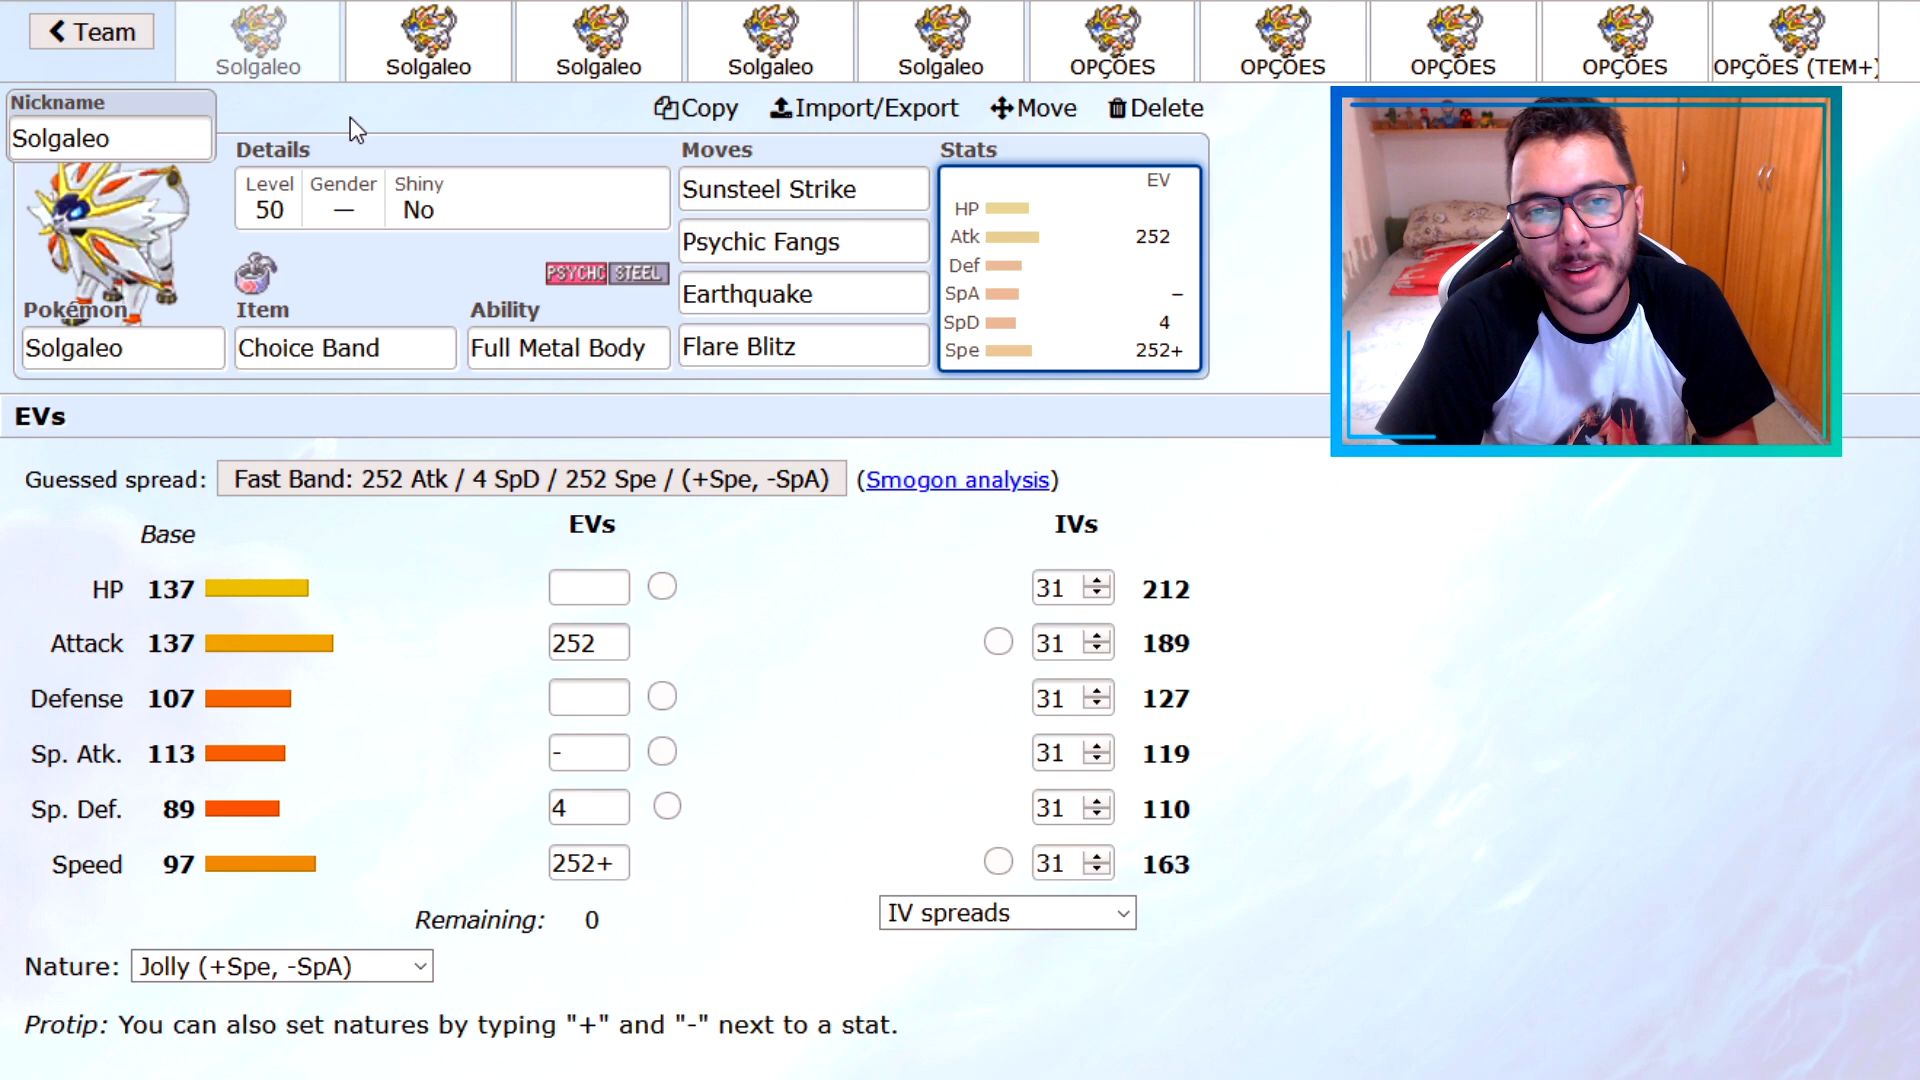 Team
Solgaleo
Solgaleo
Solgaleo
Solgaleo
Solgaleo
OPÇÕES
OPÇÕES
OPÇÕES
OPÇÕES
OPÇÕES (TEM+)
Nickname
Solgaleo
Copy
Import/Export
Move
Delete
Details
Level
50
Gender
—
Shiny
No
PSYCHC STEEL
Pokémon
Solgaleo
Item
Choice Band
Ability
Full Metal Body
Moves
Sunsteel Strike
Psychic Fangs
Earthquake
Flare Blitz
Stats
EV
HP
Atk 252
Def
SpA –
SpD 4
Spe 252+
EVs
Guessed spread: Fast Band: 252 Atk / 4 SpD / 252 Spe / (+Spe, -SpA) (Smogon analysis)
Base EVs IVs
HP 137 31 212
Attack 137 252 31 189
Defense 107 31 127
Sp. Atk. 113 - 31 119
Sp. Def. 89 4 31 110
Speed 97 252+ 31 163
Remaining: 0
IV spreads
Nature: Jolly (+Spe, -SpA)
Protip: You can also set natures by typing "+" and "-" next to a stat.